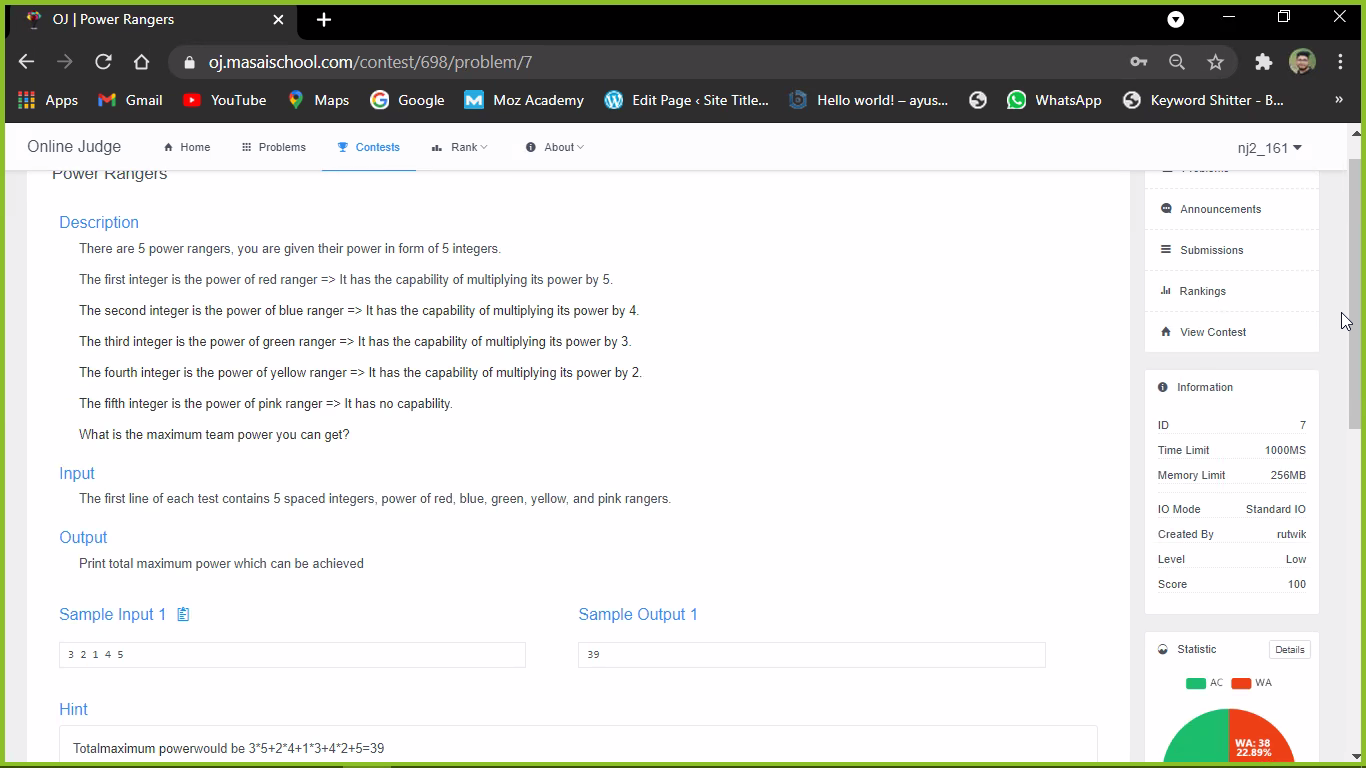 OJ | Power Rangers
oj.masaischool.com/contest/698/problem/7
Apps Gmail YouTube Maps Google Moz Academy Edit Page ‹ Site Title... Hello world! – ayus... WhatsApp Keyword Shitter - B... »
Online Judge Home Problems Contests Rank About nj2_161
Power Rangers
Problems
Announcements
Submissions
Rankings
View Contest
Description
There are 5 power rangers, you are given their power in form of 5 integers.
The first integer is the power of red ranger => It has the capability of multiplying its power by 5.
The second integer is the power of blue ranger => It has the capability of multiplying its power by 4.
The third integer is the power of green ranger => It has the capability of multiplying its power by 3.
The fourth integer is the power of yellow ranger => It has the capability of multiplying its power by 2.
The fifth integer is the power of pink ranger => It has no capability.
What is the maximum team power you can get?
Input
The first line of each test contains 5 spaced integers, power of red, blue, green, yellow, and pink rangers.
Output
Print total maximum power which can be achieved
Sample Input 1
3 2 1 4 5
Sample Output 1
39
Hint
Totalmaximum powerwould be 3*5+2*4+1*3+4*2+5=39
Information
ID 7
Time Limit 1000MS
Memory Limit 256MB
IO Mode Standard IO
Created By rutwik
Level Low
Score 100
Statistic Details
AC WA
WA: 38
22.89%